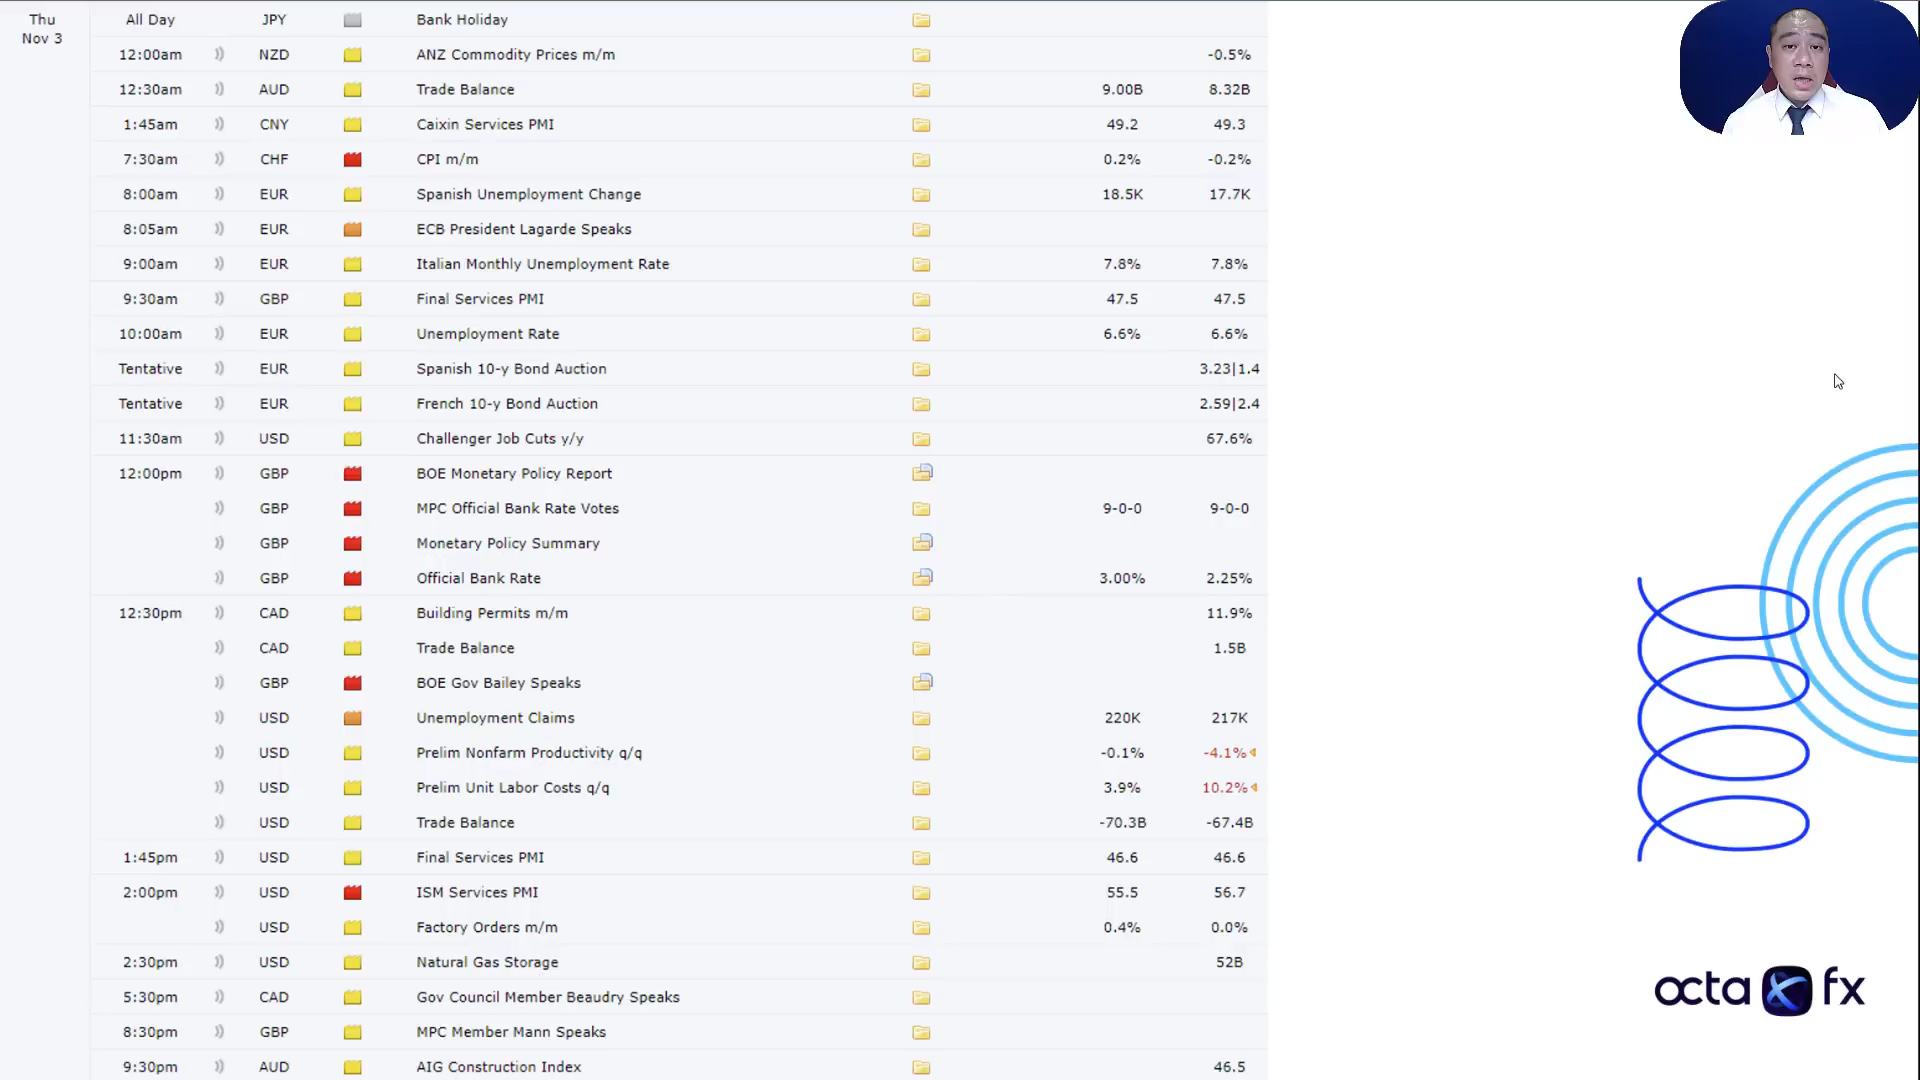 Thu
Nov 3
All Day JPY Bank Holiday
12:00am NZD ANZ Commodity Prices m/m -0.5%
12:30am AUD Trade Balance 9.00B 8.32B
1:45am CNY Caixin Services PMI 49.2 49.3
7:30am CHF CPI m/m 0.2% -0.2%
8:00am EUR Spanish Unemployment Change 18.5K 17.7K
8:05am EUR ECB President Lagarde Speaks
9:00am EUR Italian Monthly Unemployment Rate 7.8% 7.8%
9:30am GBP Final Services PMI 47.5 47.5
10:00am EUR Unemployment Rate 6.6% 6.6%
Tentative EUR Spanish 10-y Bond Auction 3.23|1.4
Tentative EUR French 10-y Bond Auction 2.59|2.4
11:30am USD Challenger Job Cuts y/y 67.6%
12:00pm GBP BOE Monetary Policy Report
GBP MPC Official Bank Rate Votes 9-0-0 9-0-0
GBP Monetary Policy Summary
GBP Official Bank Rate 3.00% 2.25%
12:30pm CAD Building Permits m/m 11.9%
CAD Trade Balance 1.5B
GBP BOE Gov Bailey Speaks
USD Unemployment Claims 220K 217K
USD Prelim Nonfarm Productivity q/q -0.1% -4.1%
USD Prelim Unit Labor Costs q/q 3.9% 10.2%
USD Trade Balance -70.3B -67.4B
1:45pm USD Final Services PMI 46.6 46.6
2:00pm USD ISM Services PMI 55.5 56.7
USD Factory Orders m/m 0.4% 0.0%
2:30pm USD Natural Gas Storage 52B
5:30pm CAD Gov Council Member Beaudry Speaks
8:30pm GBP MPC Member Mann Speaks
9:30pm AUD AIG Construction Index 46.5
octa fx